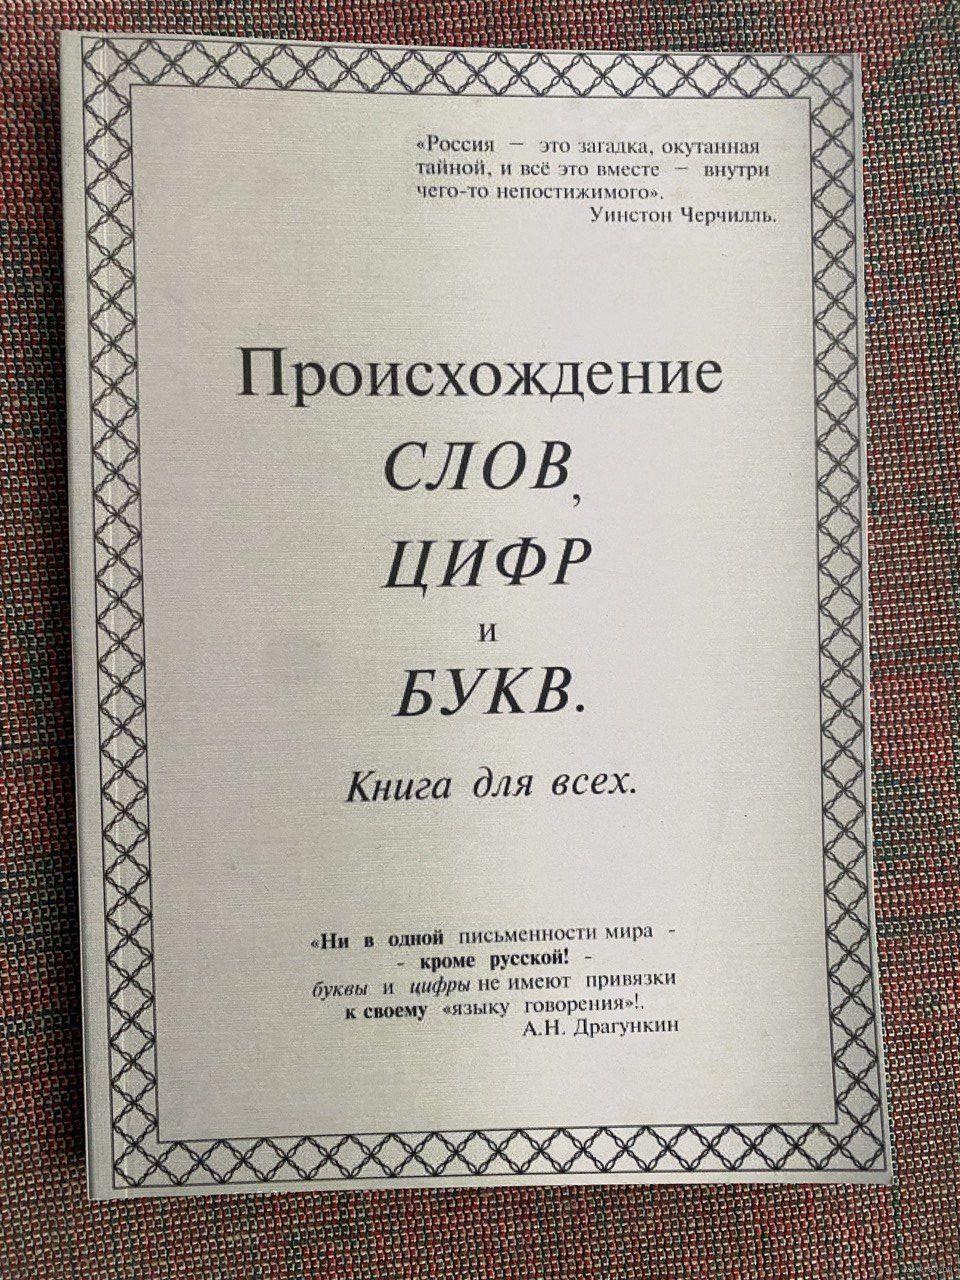 «Россия — это загадка, окутанная
тайной, и всё это вместе — внутри
чего-то непостижимого».
Уинстон Черчилль.
Происхождение
СЛОВ,
ЦИФР
и
БУКВ.
Книга для всех.
«Ни в одной письменности мира -
- кроме русской! -
буквы и цифры не имеют привязки
к своему «языку говорения»!.
А.Н. Драгункин